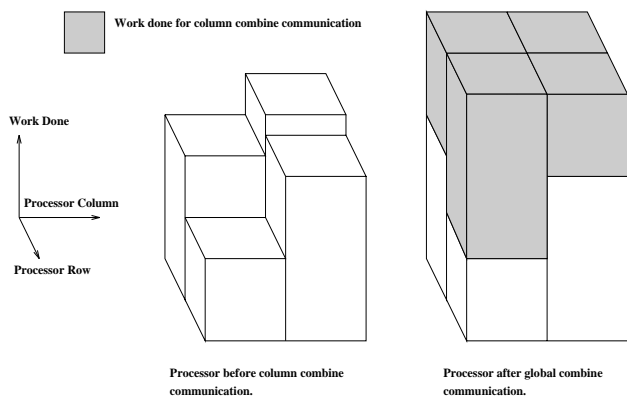 Work done for column combine communication
Work Done
Processor Column
Processor Row
Processor before column combine
communication.
Processor after global combine
communication.